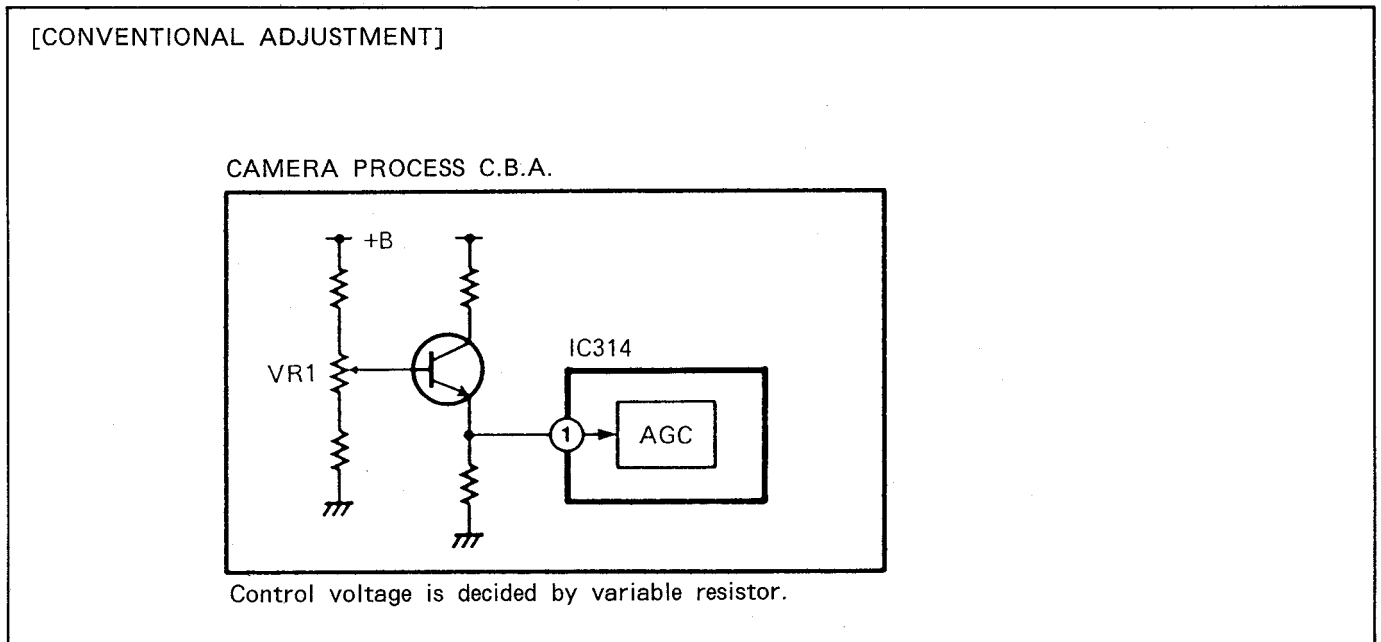 [CONVENTIONAL ADJUSTMENT]
CAMERA PROCESS C.B.A.
+B
IC314
VR1
1
AGC
Control voltage is decided by variable resistor.